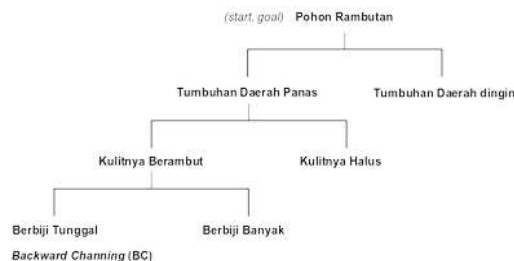 (start, goal) Pohon Rambutan
Tumbuhan Daerah Panas Tumbuhan Daerah dingin
Kulitnya Berambut Kulitnya Halus
Berbiji Tunggal Berbiji Banyak
Backward Channing (BC)